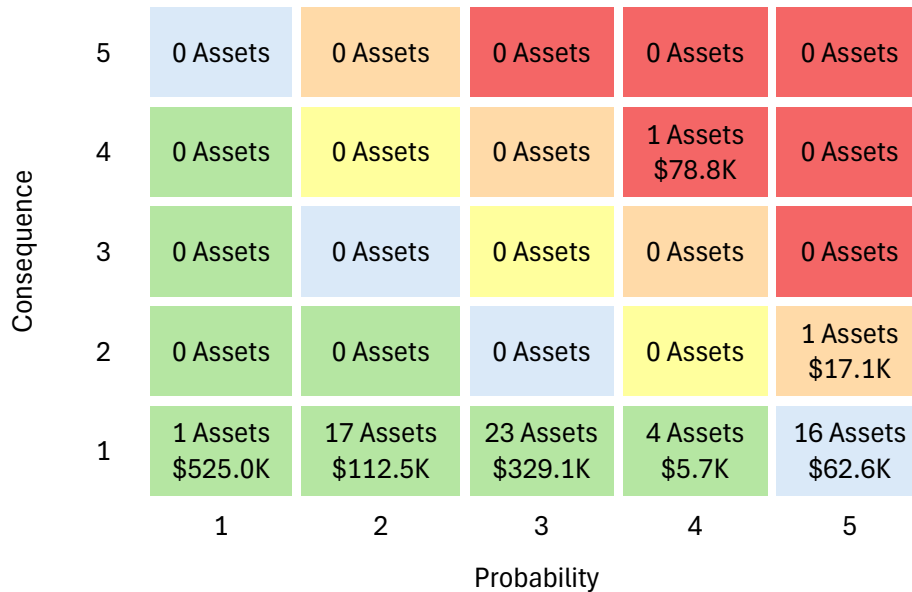 5
0 Assets
0 Assets
0 Assets
0 Assets
0 Assets
4
0 Assets
0 Assets
0 Assets
1 Assets
$78.8K
0 Assets
Consequence
3
0 Assets
0 Assets
0 Assets
0 Assets
0 Assets
2
0 Assets
0 Assets
0 Assets
0 Assets
1 Assets
$17.1K
1
1 Assets
$525.0K
17 Assets
$112.5K
23 Assets
$329.1K
4 Assets
$5.7K
16 Assets
$62.6K
1
2
3
4
5
Probability